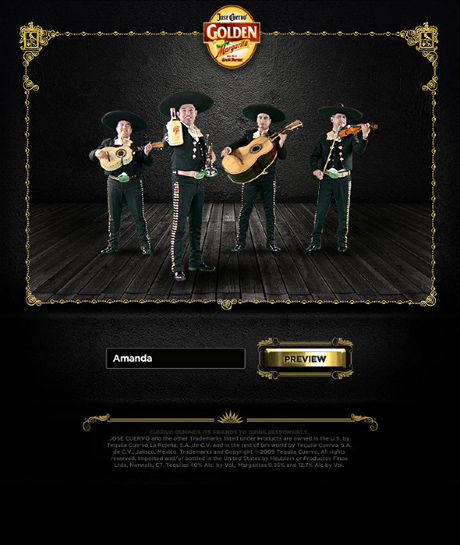 JOSE CUERVO
GOLDEN
Margarita
Amanda
PREVIEW
CUERVO REMINDS ITS FRIENDS TO DRINK RESPONSIBLY.
JOSE CUERVO and the other Trademarks listed under Products are owned in the U.S. by
Tequila Cuervo La Rojeña, S.A. de C.V. and in the rest of teh world by Tequila Cuervo, S.A.
de C.V., Jalisco, Mexico. Trademarks and Copyright © 2009 Tequila Cuervo. All rights
reserved. Imported and/or bottled in the United States by Heublein or Productos Finos
Ltda, Norwalk, CT. Tequilas 40% Alc. by Vol.; Margaritas 9.95% and 12.7% Alc by Vol.